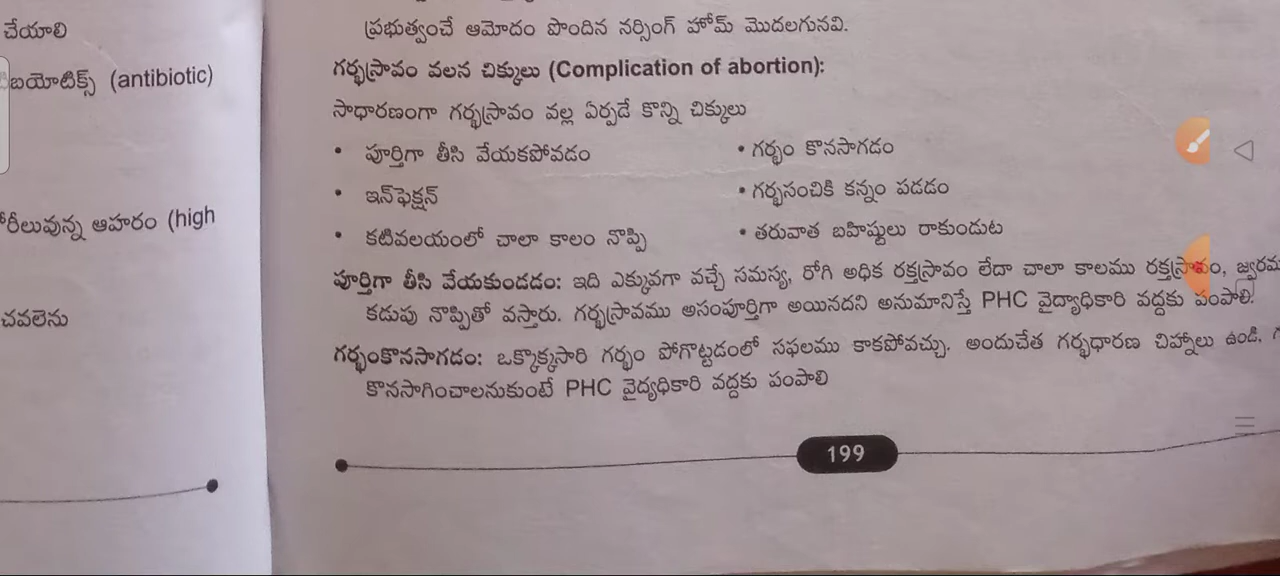 చేయాలి
(antibiotic)
ఆహారం (high
ప్రభుత్వంచే ఆమోదం పొందిన నర్సింగ్ హోమ్ మొదలగునవి.
గర్భస్రావం వలన చిక్కులు (Complication of abortion):
సాధారణంగా గర్భస్రావం వల్ల ఏర్పడే కొన్ని చిక్కులు
• పూర్తిగా తీసి వేయకపోవడం • గర్భం కొనసాగడం
• ఇన్‌ఫెక్షన్ • గర్భసంచికి కన్నం పడడం
• కటివలయంలో చాలా కాలం నొప్పి • తరువాత బహిష్టులు రాకుండుట
పూర్తిగా తీసి వేయకుండడం: ఇది ఎక్కువగా వచ్చే సమస్య, రోగి అధిక రక్తస్రావం లేదా చాలా కాలము రక్తస్రావం,
కడుపు నొప్పితో వస్తారు. గర్భస్రావము అసంపూర్తిగా అయినదని అనుమానిస్తే PHC వైద్యాధికారి వద్దకు పంపాలి.
గర్భంకొనసాగడం: ఒక్కొక్కసారి గర్భం పోగొట్టడంలో సఫలము కాకపోవచ్చు. అందుచేత గర్భధారణ చిహ్నాలు ఉండి,
కొనసాగించాలనుకుంటే PHC వైద్యధికారి వద్దకు పంపాలి
199